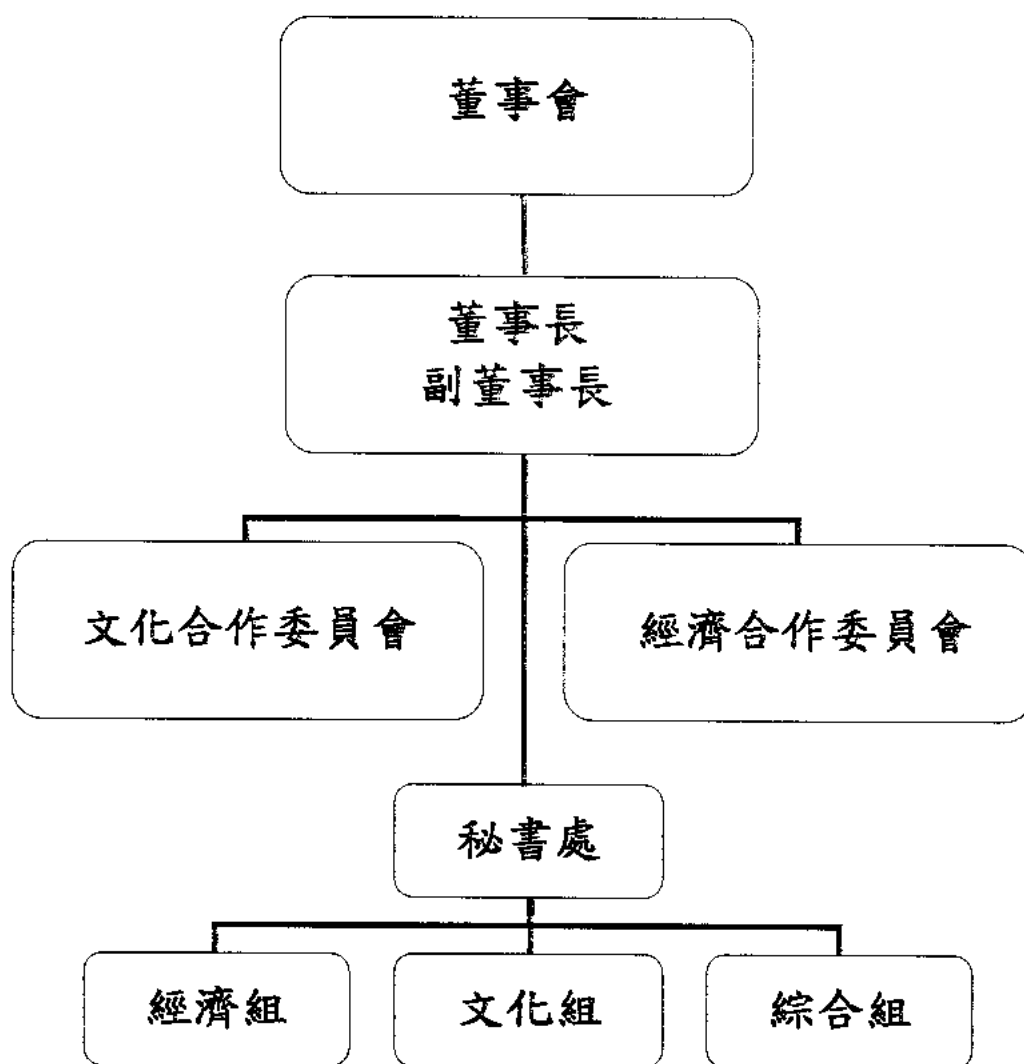 董事會
董事長
副董事長
文化合作委員會
經濟合作委員會
秘書處
經濟組
文化組
綜合組